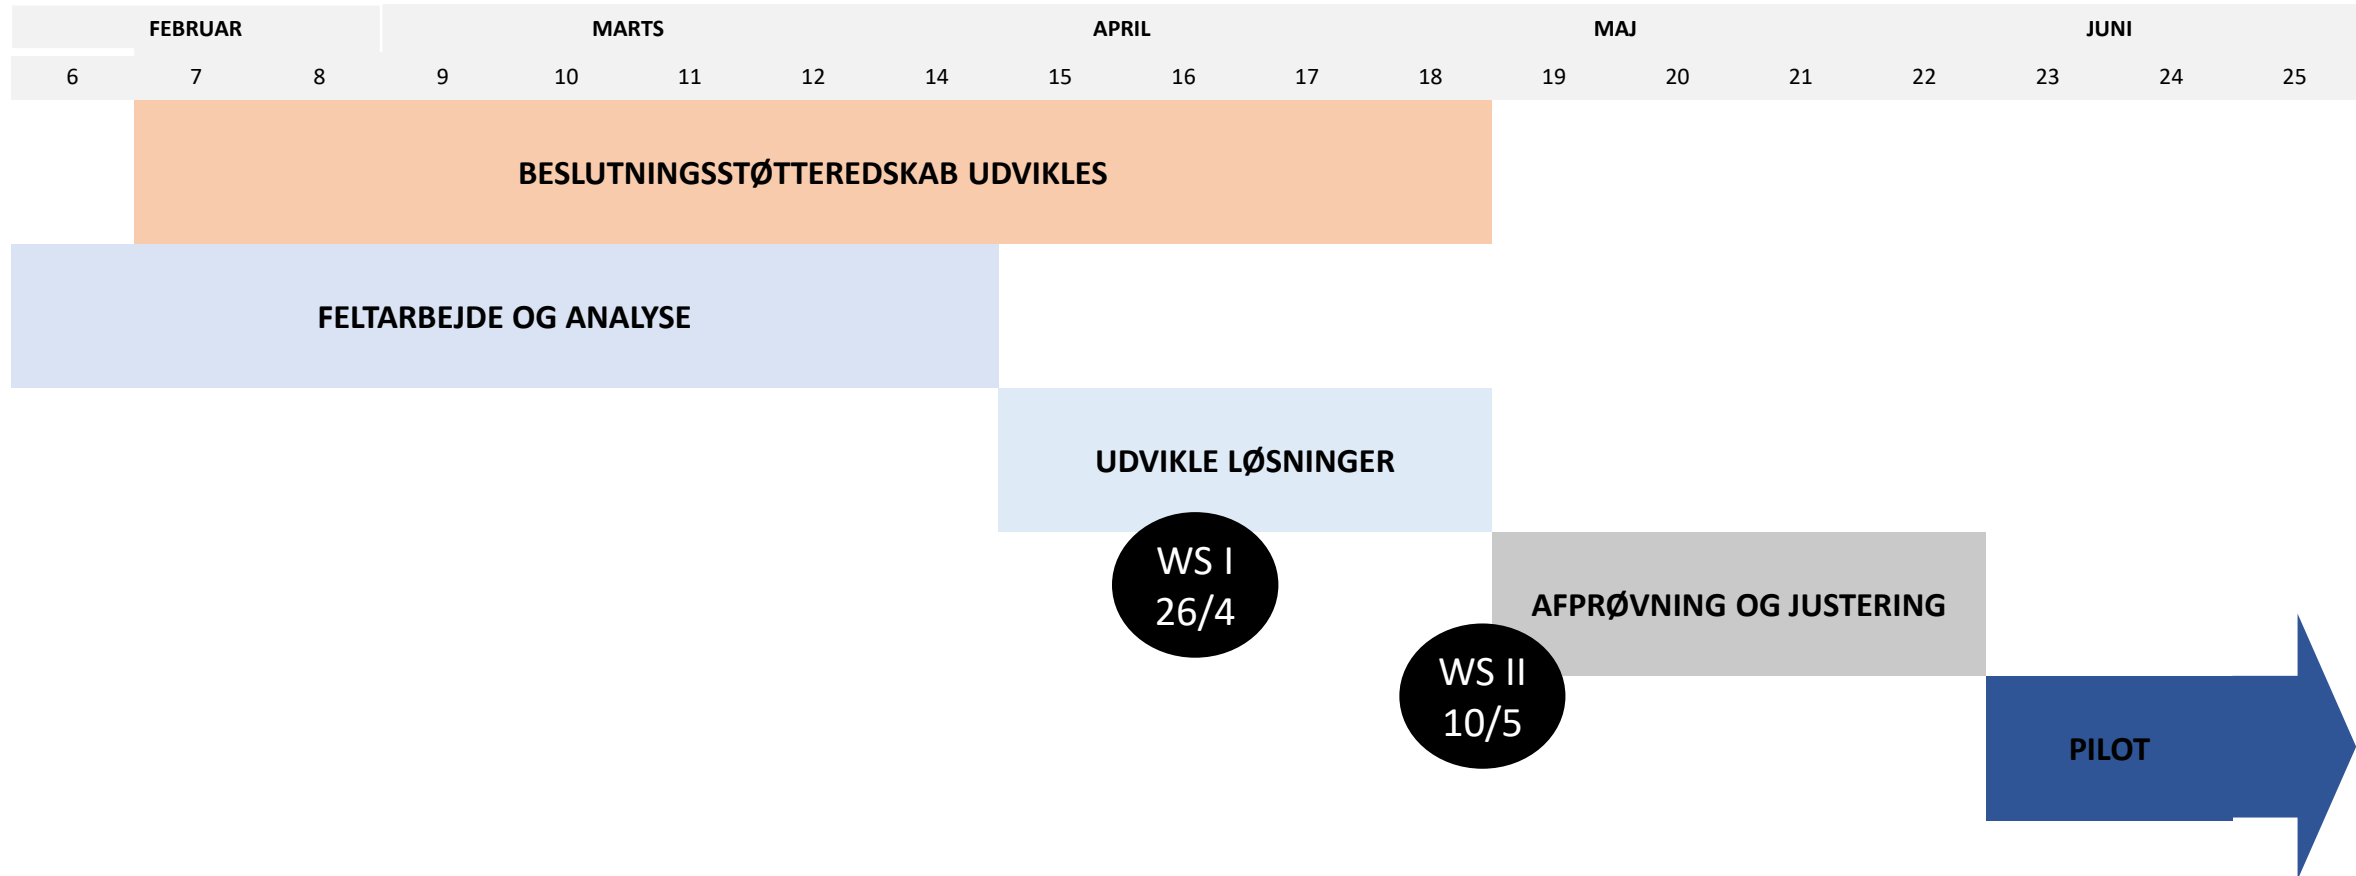 FEBRUAR MARTS APRIL MAJ JUNI
6 7 8 9 10 11 12 14 15 16 17 18 19 20 21 22 23 24 25
BESLUTNINGSSTØTTEREDSKAB UDVIKLES
FELTARBEJDE OG ANALYSE
UDVIKLE LØSNINGER
WS I
26/4
AFPRØVNING OG JUSTERING
WS II
10/5
PILOT